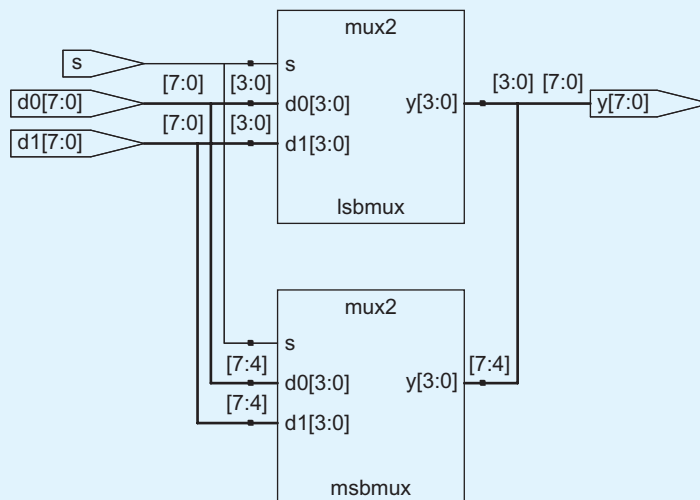 mux2
s
[7:0] [3:0]
s
[3:0] [7:0]
d0[7:0]
d0[3:0]
y[3:0]
y[7:0]
[7:0] [3:0]
d1[7:0]
d1[3:0]
lsbmux
mux2
s
[7:4]
[7:4]
d0[3:0]
y[3:0]
[7:4]
d1[3:0]
msbmux